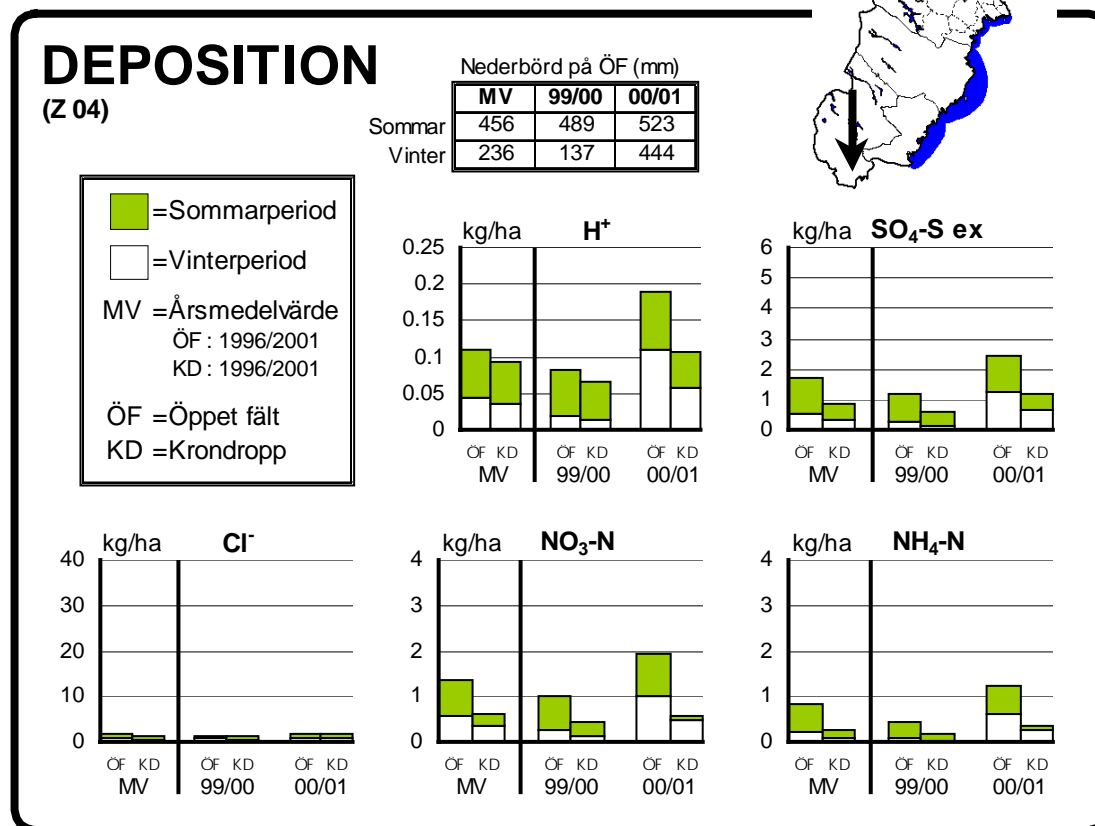 DEPOSITION
(Z 04)
Nederbörd på ÖF (mm)
MV 99/00 00/01
Sommar 456 489 523
Vinter 236 137 444
=Sommarperiod
=Vinterperiod
MV =Årsmedelvärde
ÖF : 1996/2001
KD : 1996/2001
ÖF =Öppet fält
KD =Krondropp
kg/ha H⁺
0.25
0.2
0.15
0.1
0.05
0
ÖF KD ÖF KD ÖF KD
MV 99/00 00/01
kg/ha SO₄-S ex
6
5
4
3
2
1
0
ÖF KD ÖF KD ÖF KD
MV 99/00 00/01
kg/ha Cl⁻
40
30
20
10
0
ÖF KD ÖF KD ÖF KD
MV 99/00 00/01
kg/ha NO₃-N
4
3
2
1
0
ÖF KD ÖF KD ÖF KD
MV 99/00 00/01
kg/ha NH₄-N
4
3
2
1
0
ÖF KD ÖF KD ÖF KD
MV 99/00 00/01